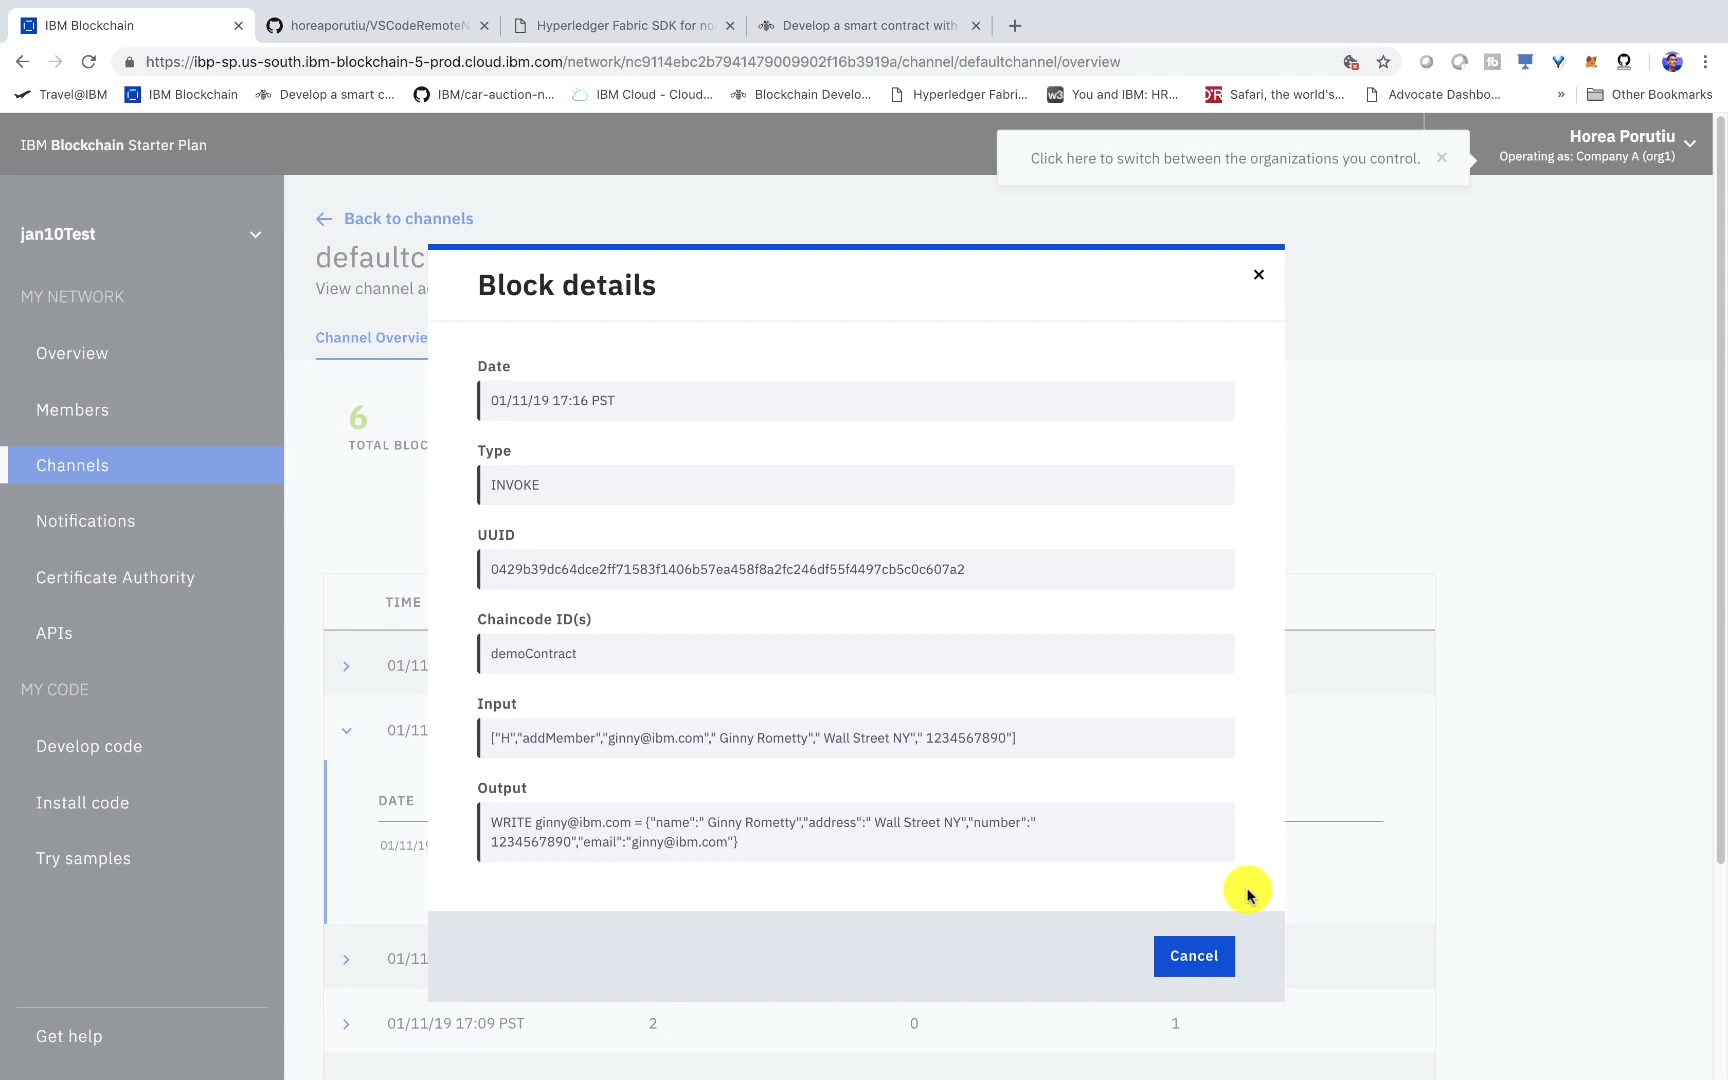 IBM Blockchain
horeaporutiu/VSCodeRemoteN
Hyperledger Fabric SDK for no
Develop a smart contract with
https://ibp-sp.us-south.ibm-blockchain-5-prod.cloud.ibm.com/network/nc9114ebc2b7941479009902f16b3919a/channel/defaultchannel/overview
Travel@IBM
IBM Blockchain
Develop a smart c...
IBM/car-auction-n...
IBM Cloud - Cloud...
Blockchain Develo...
Hyperledger Fabri...
You and IBM: HR...
Safari, the world's...
Advocate Dashbo...
»
Other Bookmarks
IBM Blockchain Starter Plan
Click here to switch between the organizations you control.
Horea Porutiu
Operating as: Company A (org1)
jan10Test
MY NETWORK
Overview
Members
Channels
Notifications
Certificate Authority
APIs
MY CODE
Develop code
Install code
Try samples
Get help
Back to channels
defaultc
View channel a
Channel Overvie
6
TOTAL BLOC
TIME
01/11
01/11
DATE
01/11/19
01/11
01/11/19 17:09 PST 2 0 1
Block details
Date
01/11/19 17:16 PST
Type
INVOKE
UUID
0429b39dc64dce2ff71583f1406b57ea458f8a2fc246df55f4497cb5c0c607a2
Chaincode ID(s)
demoContract
Input
["H","addMember","ginny@ibm.com"," Ginny Rometty"," Wall Street NY"," 1234567890"]
Output
WRITE ginny@ibm.com = {"name":" Ginny Rometty","address":" Wall Street NY","number":"
1234567890","email":"ginny@ibm.com"}
Cancel